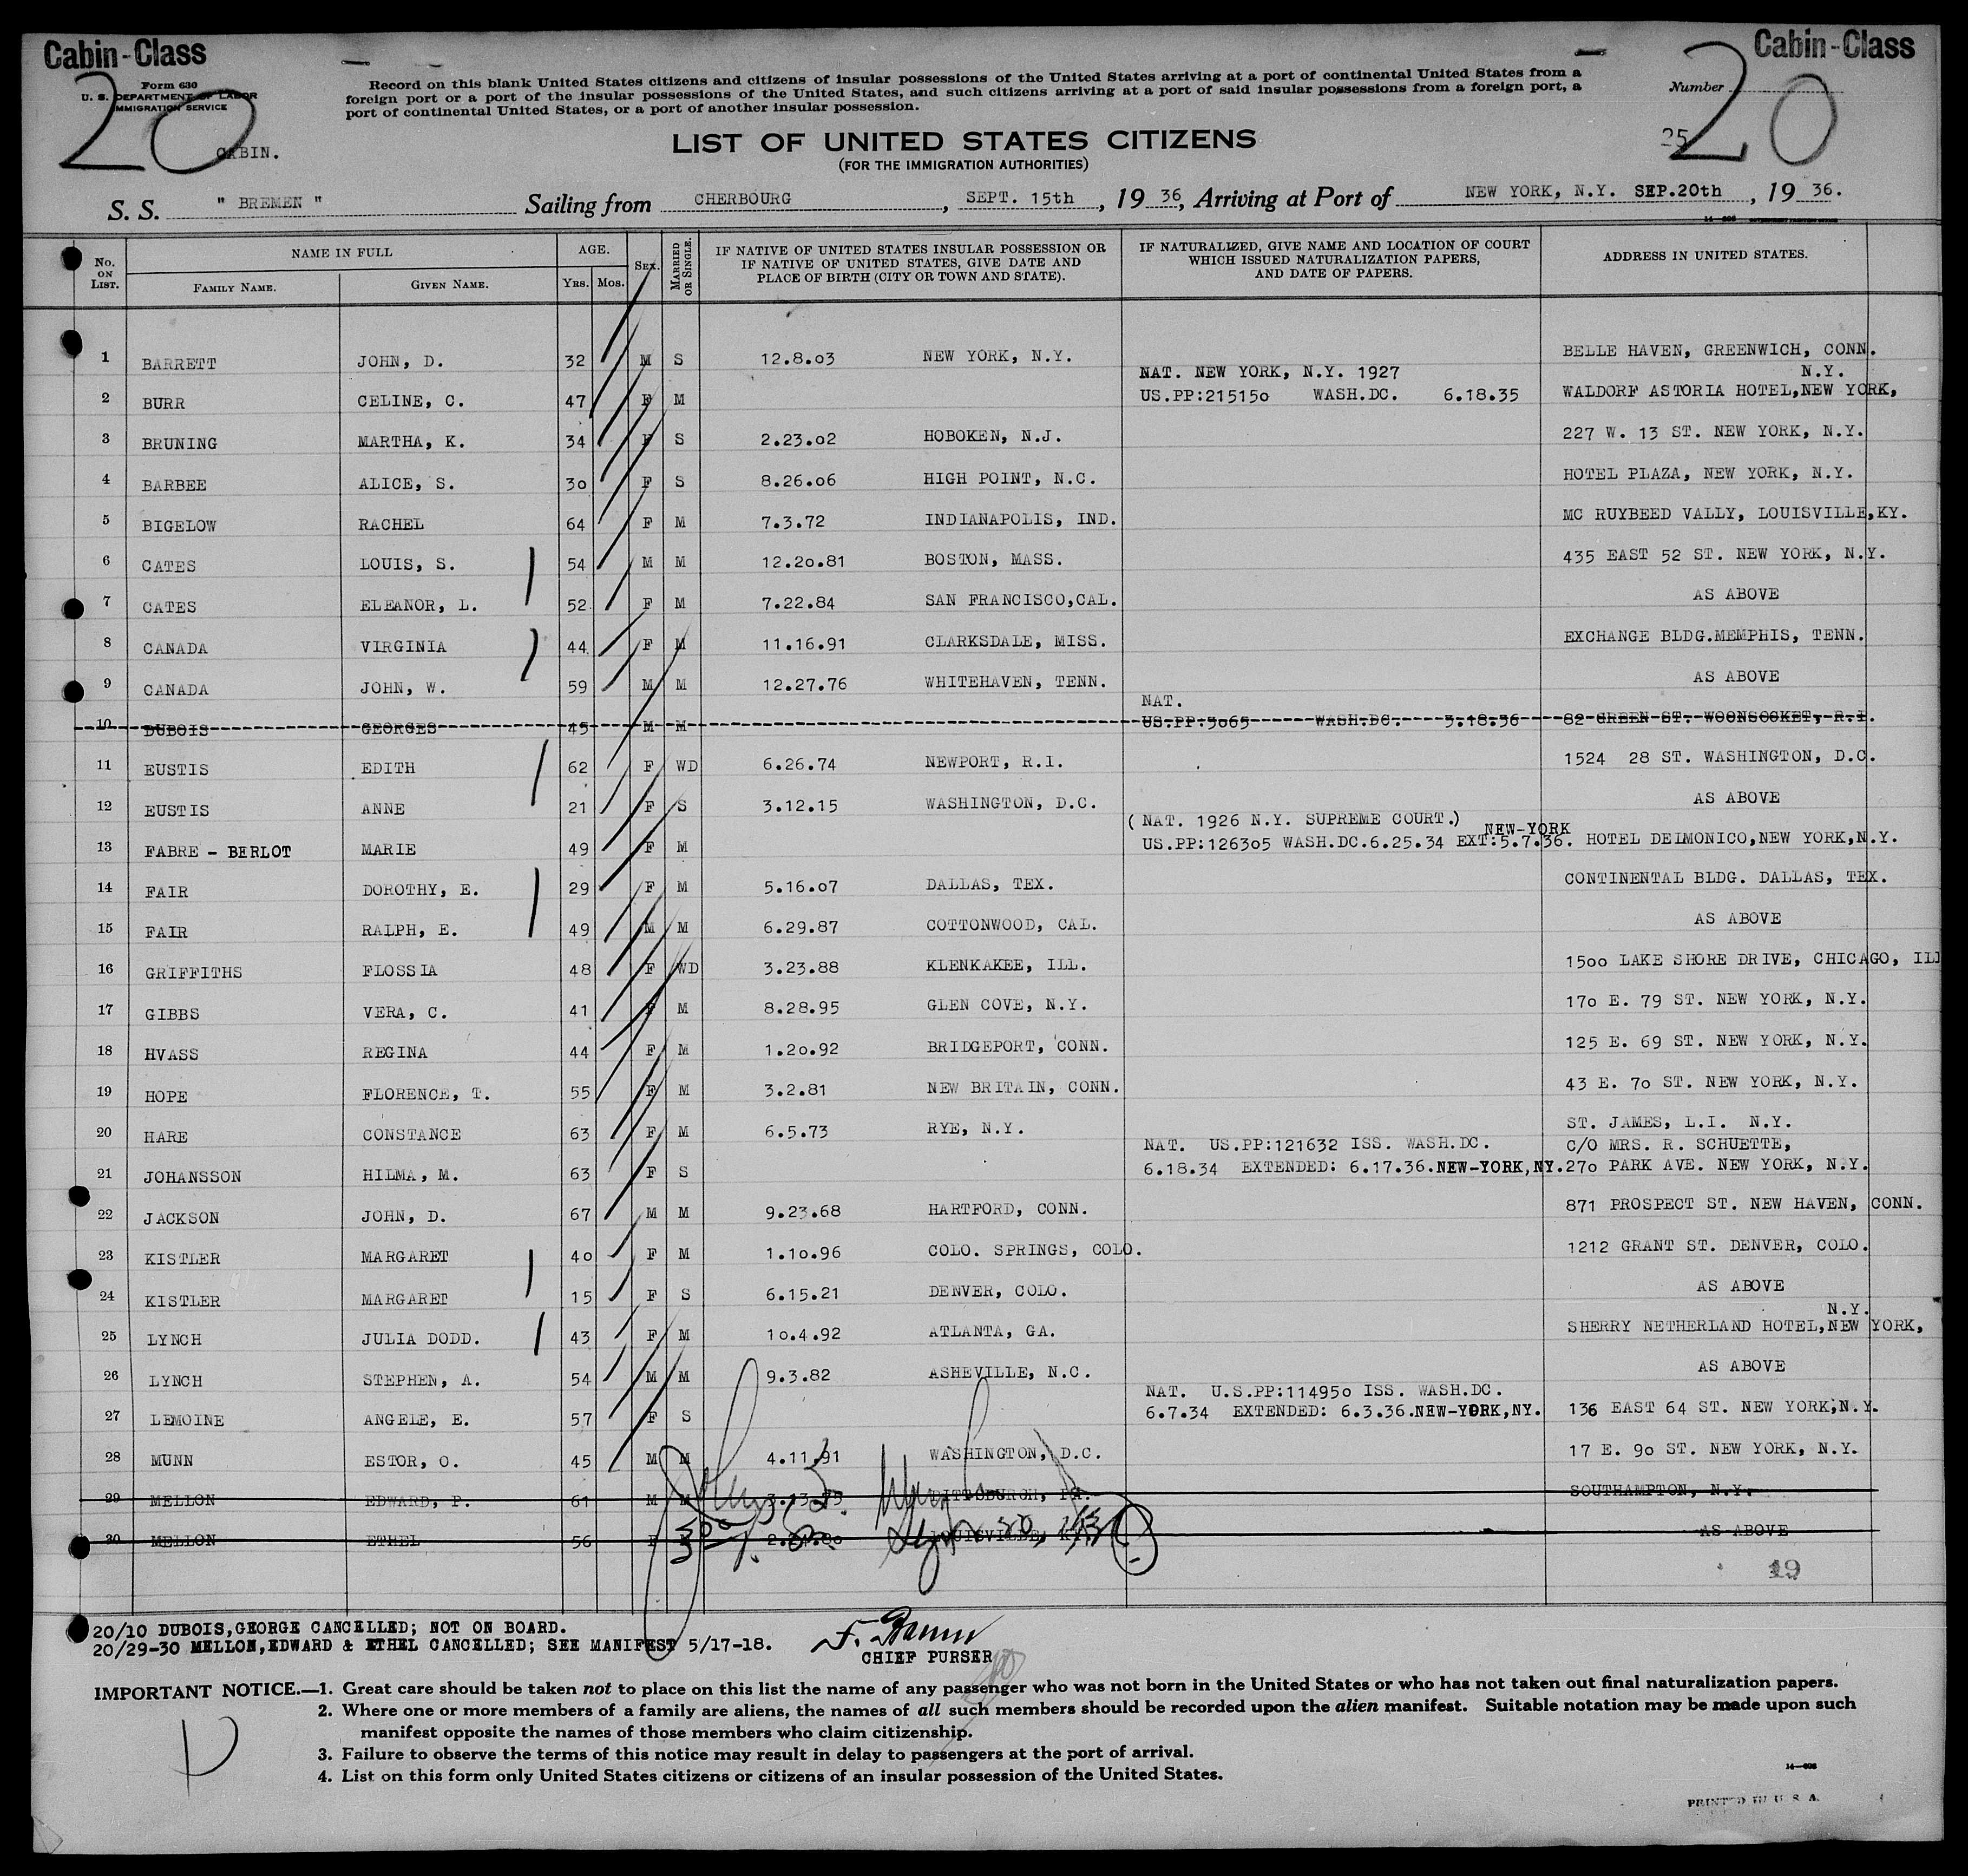 Cabin-Class
Cabin-Class
20
20
Form 630
U. S. DEPARTMENT OF LABOR
IMMIGRATION SERVICE
CABIN.
Record on this blank United States citizens and citizens of insular possessions of the United States arriving at a port of continental United States from a
foreign port or a port of the insular possessions of the United States, and such citizens arriving at a port of said insular possessions from a foreign port, a
port of continental United States, or a port of another insular possession.
Number
25
LIST OF UNITED STATES CITIZENS
(FOR THE IMMIGRATION AUTHORITIES)
S. S. " BREMEN " Sailing from CHERBOURG, SEPT. 15th, 19 36, Arriving at Port of NEW YORK, N.Y. SEP.20th, 19 36.
No. ON LIST. NAME IN FULL FAMILY NAME. GIVEN NAME. AGE. YRS. MOS. SEX. MARRIED OR SINGLE. IF NATIVE OF UNITED STATES INSULAR POSSESSION OR IF NATIVE OF UNITED STATES, GIVE DATE AND PLACE OF BIRTH (CITY OR TOWN AND STATE). IF NATURALIZED, GIVE NAME AND LOCATION OF COURT WHICH ISSUED NATURALIZATION PAPERS, AND DATE OF PAPERS. ADDRESS IN UNITED STATES.
1 BARRETT JOHN, D. 32 M S 12.8.03 NEW YORK, N.Y. BELLE HAVEN, GREENWICH, CONN.
NAT. NEW YORK, N.Y. 1927 N.Y.
2 BURR CELINE, C. 47 F M US.PP:215150 WASH.DC. 6.18.35 WALDORF ASTORIA HOTEL,NEW YORK,
3 BRUNING MARTHA, K. 34 F S 2.23.02 HOBOKEN, N.J. 227 W. 13 ST. NEW YORK, N.Y.
4 BARBEE ALICE, S. 30 F S 8.26.06 HIGH POINT, N.C. HOTEL PLAZA, NEW YORK, N.Y.
5 BIGELOW RACHEL 64 F M 7.3.72 INDIANAPOLIS, IND. MC RUYBEED VALLY, LOUISVILLE,KY.
6 CATES LOUIS, S. 54 M M 12.20.81 BOSTON, MASS. 435 EAST 52 ST. NEW YORK, N.Y.
7 CATES ELEANOR, L. 52 F M 7.22.84 SAN FRANCISCO,CAL. AS ABOVE
8 CANADA VIRGINIA 44 F M 11.16.91 CLARKSDALE, MISS. EXCHANGE BLDG.MEMPHIS, TENN.
9 CANADA JOHN, W. 59 M M 12.27.76 WHITEHAVEN, TENN. AS ABOVE
NAT.
10 DUBOIS GEORGES 45 M M US.PP.3065 WASH.DC. 3.18.36 82 GREEN ST. WOONSOCKET, R.I.
11 EUSTIS EDITH 62 F WD 6.26.74 NEWPORT, R.I. 1524 28 ST. WASHINGTON, D.C.
12 EUSTIS ANNE 21 F S 3.12.15 WASHINGTON, D.C. AS ABOVE
( NAT. 1926 N.Y. SUPREME COURT.) NEW-YORK
13 FABRE - BERLOT MARIE 49 F M US.PP:126305 WASH.DC.6.25.34 EXT:5.7.36. HOTEL DELMONICO,NEW YORK,N.Y.
14 FAIR DOROTHY, E. 29 F M 5.16.07 DALLAS, TEX. CONTINENTAL BLDG. DALLAS, TEX.
15 FAIR RALPH, E. 49 M M 6.29.87 COTTONWOOD, CAL. AS ABOVE
16 GRIFFITHS FLOSSIA 48 F WD 3.23.88 KLENKAKEE, ILL. 1500 LAKE SHORE DRIVE, CHICAGO, ILL
17 GIBBS VERA, C. 41 F M 8.28.95 GLEN COVE, N.Y. 170 E. 79 ST. NEW YORK, N.Y.
18 HVASS REGINA 44 F M 1.20.92 BRIDGEPORT, CONN. 125 E. 69 ST. NEW YORK, N.Y.
19 HOPE FLORENCE, T. 55 F M 3.2.81 NEW BRITAIN, CONN. 43 E. 70 ST. NEW YORK, N.Y.
20 HARE CONSTANCE 63 F M 6.5.73 RYE, N.Y. ST. JAMES, L.I. N.Y.
NAT. US.PP:121632 ISS. WASH.DC. C/O MRS. R. SCHUETTE,
21 JOHANSSON HILMA, M. 63 F S 6.18.34 EXTENDED: 6.17.36.NEW-YORK,NY. 270 PARK AVE. NEW YORK, N.Y.
22 JACKSON JOHN, D. 67 M M 9.23.68 HARTFORD, CONN. 871 PROSPECT ST. NEW HAVEN, CONN.
23 KISTLER MARGARET 40 F M 1.10.96 COLO. SPRINGS, COLO. 1212 GRANT ST. DENVER, COLO.
24 KISTLER MARGARET 15 F S 6.15.21 DENVER, COLO. AS ABOVE
N.Y.
25 LYNCH JULIA DODD. 43 F M 10.4.92 ATLANTA, GA. SHERRY NETHERLAND HOTEL,NEW YORK,
26 LYNCH STEPHEN, A. 54 M M 9.3.82 ASHEVILLE, N.C. AS ABOVE
NAT. U.S.PP:114950 ISS. WASH.DC.
27 LEMOINE ANGELE, E. 57 F S 6.7.34 EXTENDED: 6.3.36.NEW-YORK,NY. 136 EAST 64 ST. NEW YORK,N.Y.
28 MUNN ESTOR, O. 45 M M 4.11.91 WASHINGTON, D.C. 17 E. 90 ST. NEW YORK, N.Y.
29 MELLON EDWARD, P. 61 M M PITTSBURGH, PA. SOUTHAMPTON, N.Y.
30 MELLON ETHEL 56 F LOUISVILLE, AS ABOVE
19
20/10 DUBOIS,GEORGE CANCELLED; NOT ON BOARD.
20/29-30 MELLON,EDWARD & ETHEL CANCELLED; SEE MANIFEST 5/17-18.
CHIEF PURSER
IMPORTANT NOTICE.—1. Great care should be taken not to place on this list the name of any passenger who was not born in the United States or who has not taken out final naturalization papers.
2. Where one or more members of a family are aliens, the names of all such members should be recorded upon the alien manifest. Suitable notation may be made upon such
manifest opposite the names of those members who claim citizenship.
3. Failure to observe the terms of this notice may result in delay to passengers at the port of arrival.
4. List on this form only United States citizens or citizens of an insular possession of the United States.
PRINTED IN U. S. A.